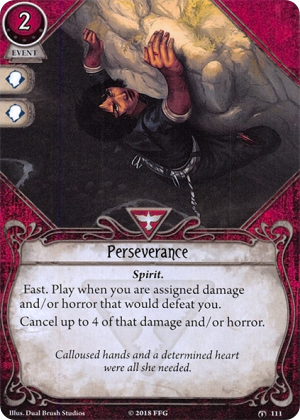 2
EVENT
Perseverance
Spirit.
Fast. Play when you are assigned damage
and/or horror that would defeat you.
Cancel up to 4 of that damage and/or horror.
Calloused hands and a determined heart
were all she needed.
Illus. Dual Brush Studios © 2018 FFG 111